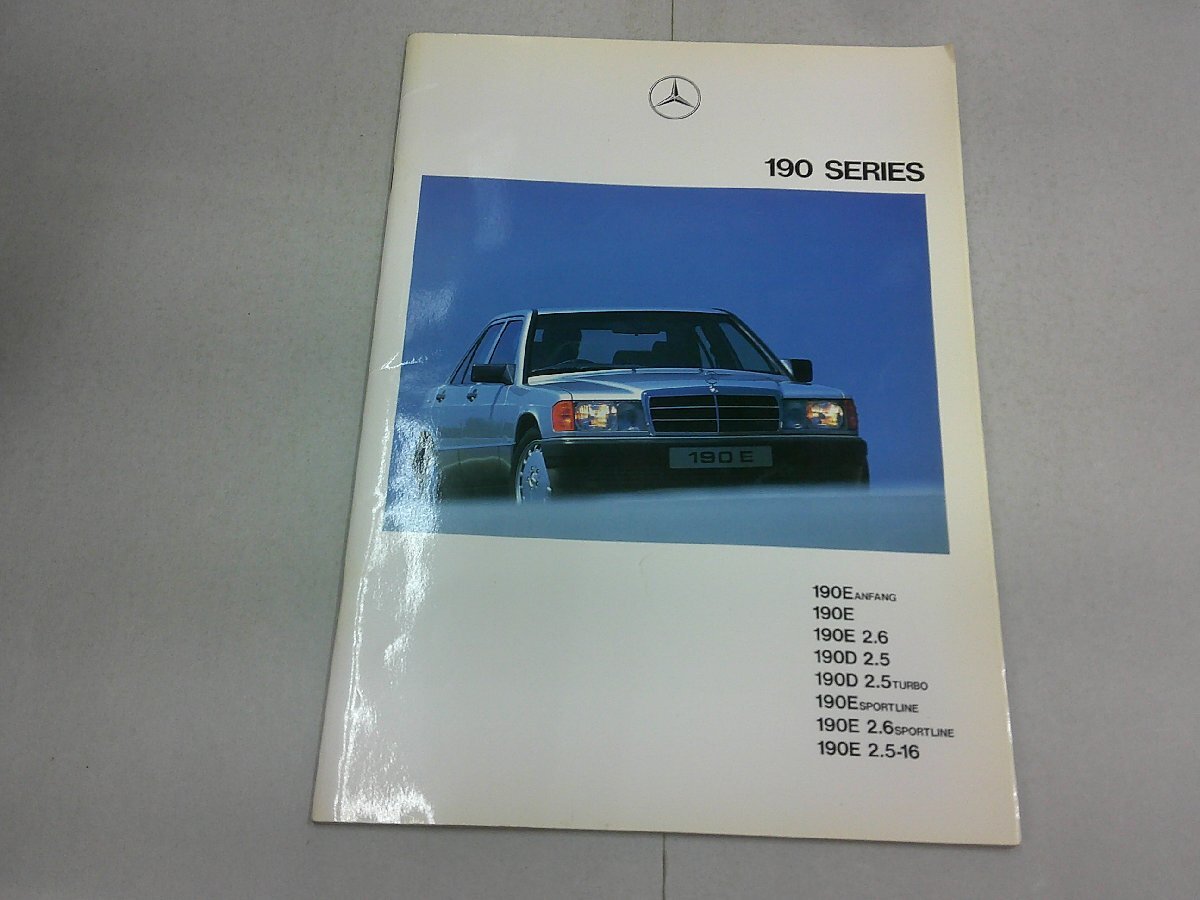 190 SERIES
190 E
190E ANFANG
190E
190E 2.6
190D 2.5
190D 2.5 TURBO
190E SPORTLINE
190E 2.6 SPORTLINE
190E 2.5-16